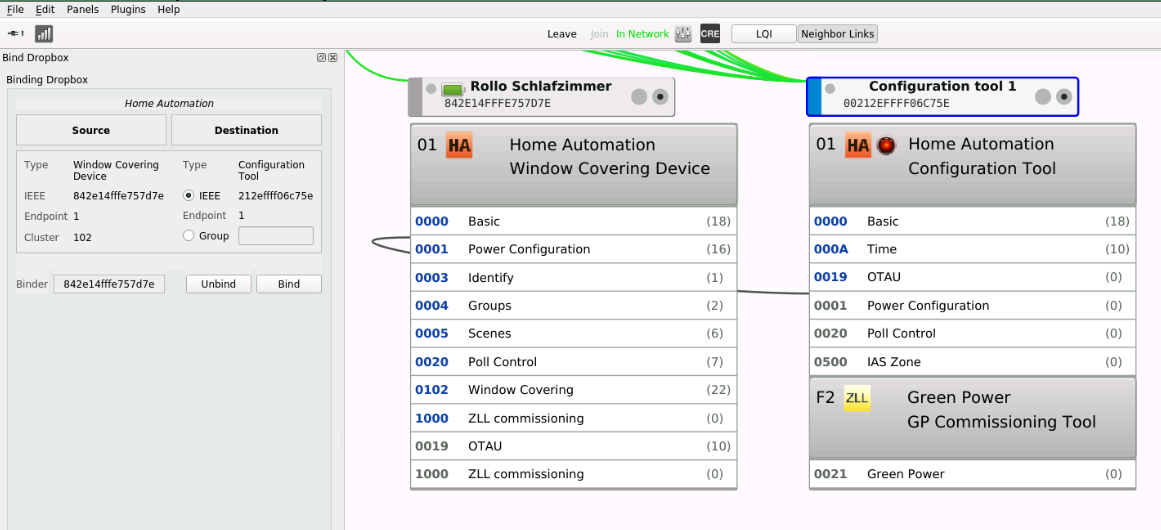 File Edit Panels Plugins Help
Leave Join In Network CRE LQI Neighbor Links
Bind Dropbox
Binding Dropbox
Home Automation
Source Destination
Type Window Covering Device Type Configuration Tool
IEEE 842e14fffe757d7e IEEE 212effff06c75e
Endpoint 1 Endpoint 1
Cluster 102 Group
Binder 842e14fffe757d7e Unbind Bind
Rollo Schlafzimmer
842E14FFFE757D7E
01 HA Home Automation
Window Covering Device
0000 Basic (18)
0001 Power Configuration (16)
0003 Identify (1)
0004 Groups (2)
0005 Scenes (6)
0020 Poll Control (7)
0102 Window Covering (22)
1000 ZLL commissioning (0)
0019 OTAU (10)
1000 ZLL commissioning (0)
Configuration tool 1
00212EFFFF06C75E
01 HA Home Automation
Configuration Tool
0000 Basic (18)
000A Time (10)
0019 OTAU (0)
0001 Power Configuration (0)
0020 Poll Control (0)
0500 IAS Zone (0)
F2 ZLL Green Power
GP Commissioning Tool
0021 Green Power (0)